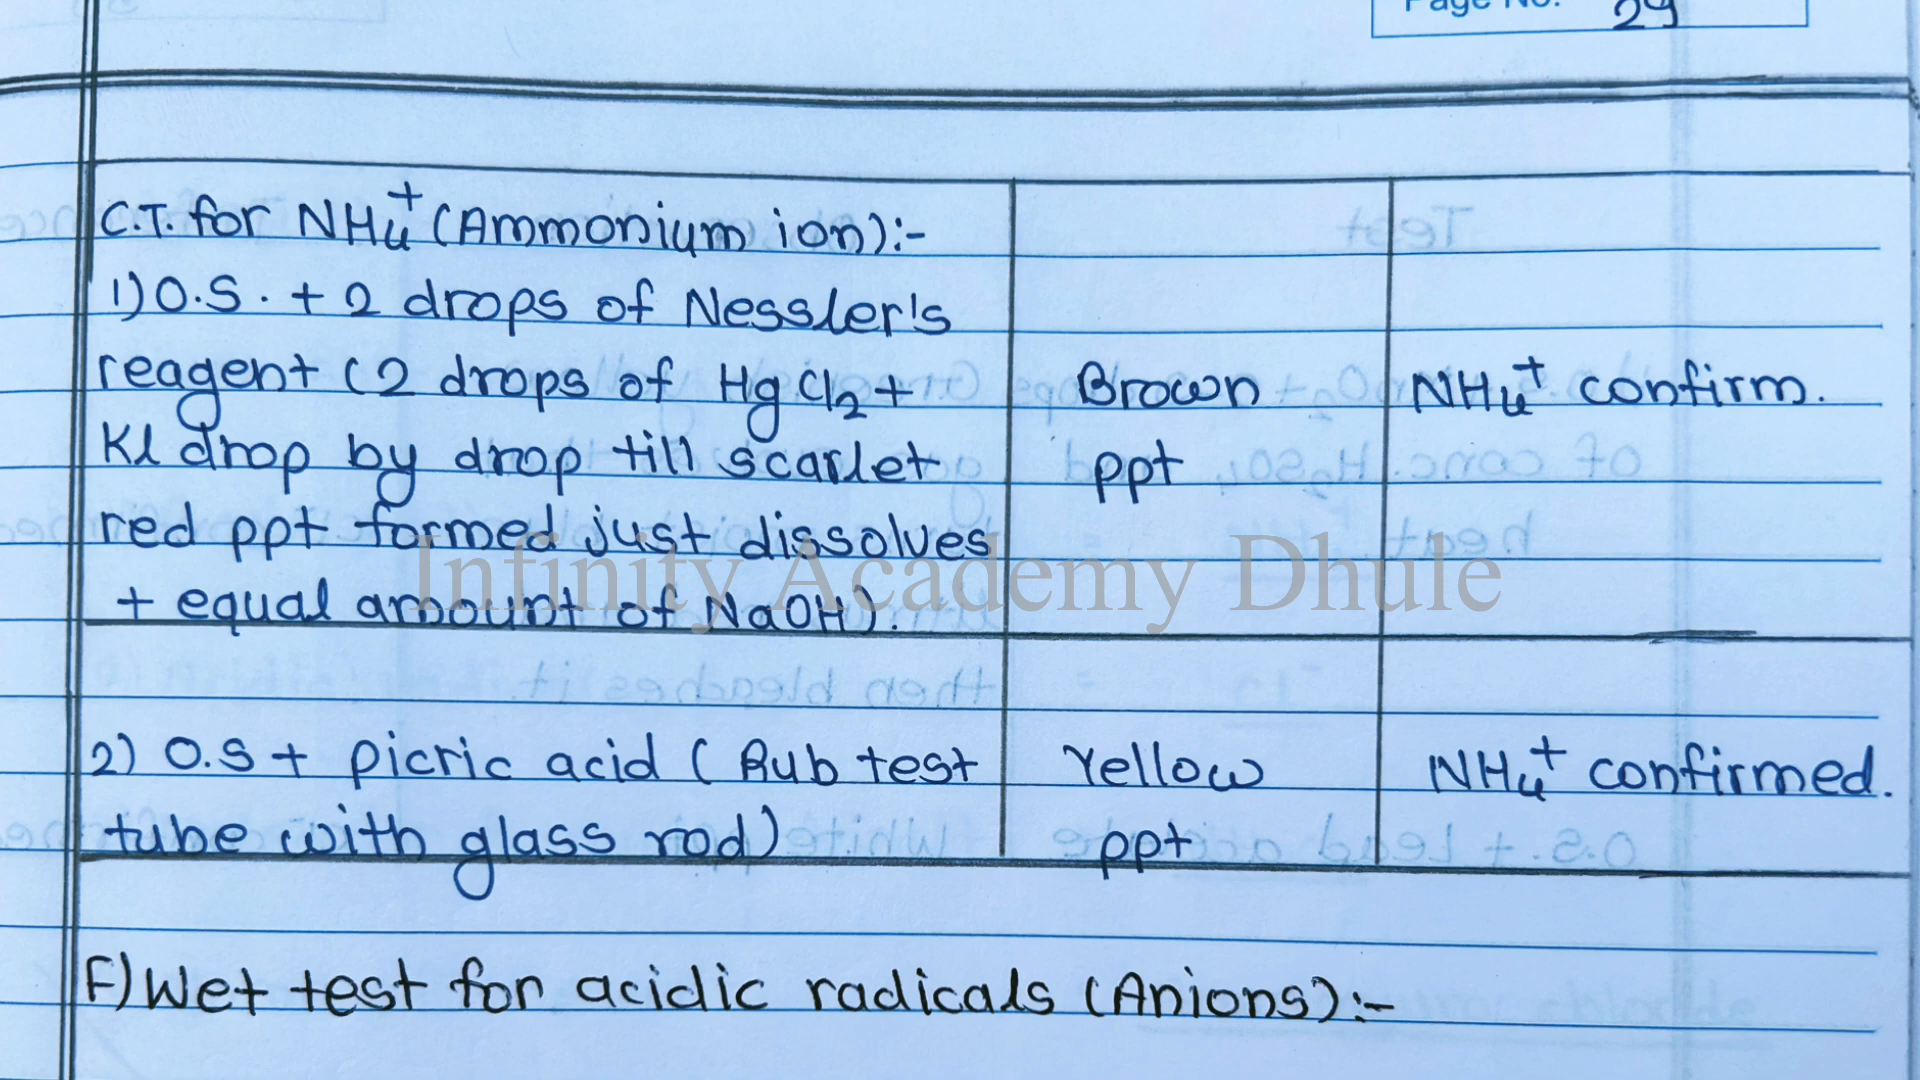 Page No. 29
C.T. for NH₄⁺ (Ammonium ion):-
1) O.S. + 2 drops of Nessler's
reagent (2 drops of HgCl₂ +
KI drop by drop till scarlet
red ppt formed just dissolves
+ equal amount of NaOH).
Brown
ppt
NH₄⁺ confirm.
2) O.S + picric acid ( Rub test
tube with glass rod)
Yellow
ppt
NH₄⁺ confirmed.
F) Wet test for acidic radicals (Anions):-
Infinity Academy Dhule